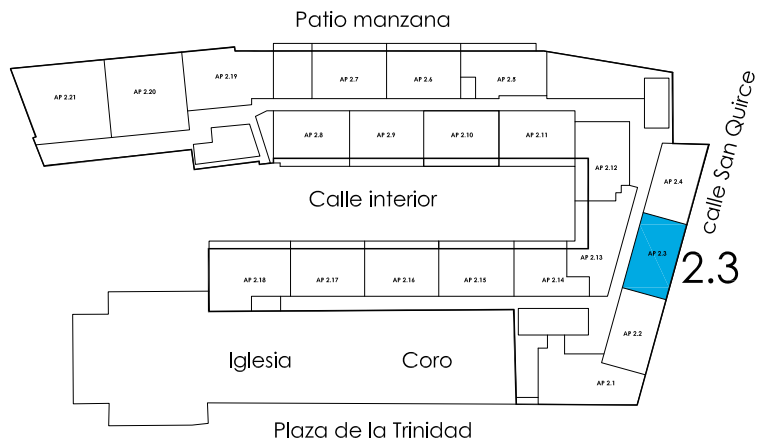 Patio manzana
AP 2.21
AP 2.20
AP 2.19
AP 2.7
AP 2.6
AP 2.5
AP 2.8
AP 2.9
AP 2.10
AP 2.11
AP 2.12
AP 2.4
calle San Quirce
Calle interior
AP 2.3
2.3
AP 2.18
AP 2.17
AP 2.16
AP 2.15
AP 2.14
AP 2.13
AP 2.2
Iglesia
Coro
AP 2.1
Plaza de la Trinidad